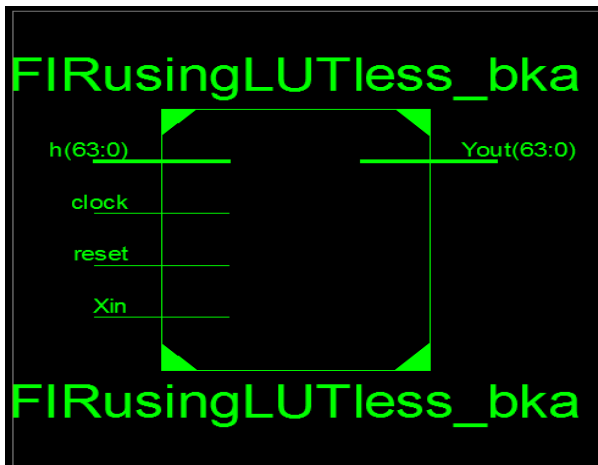 FIRusingLUTless_bka
h(63:0)
Yout(63:0)
clock
reset
Xin
FIRusingLUTless_bka